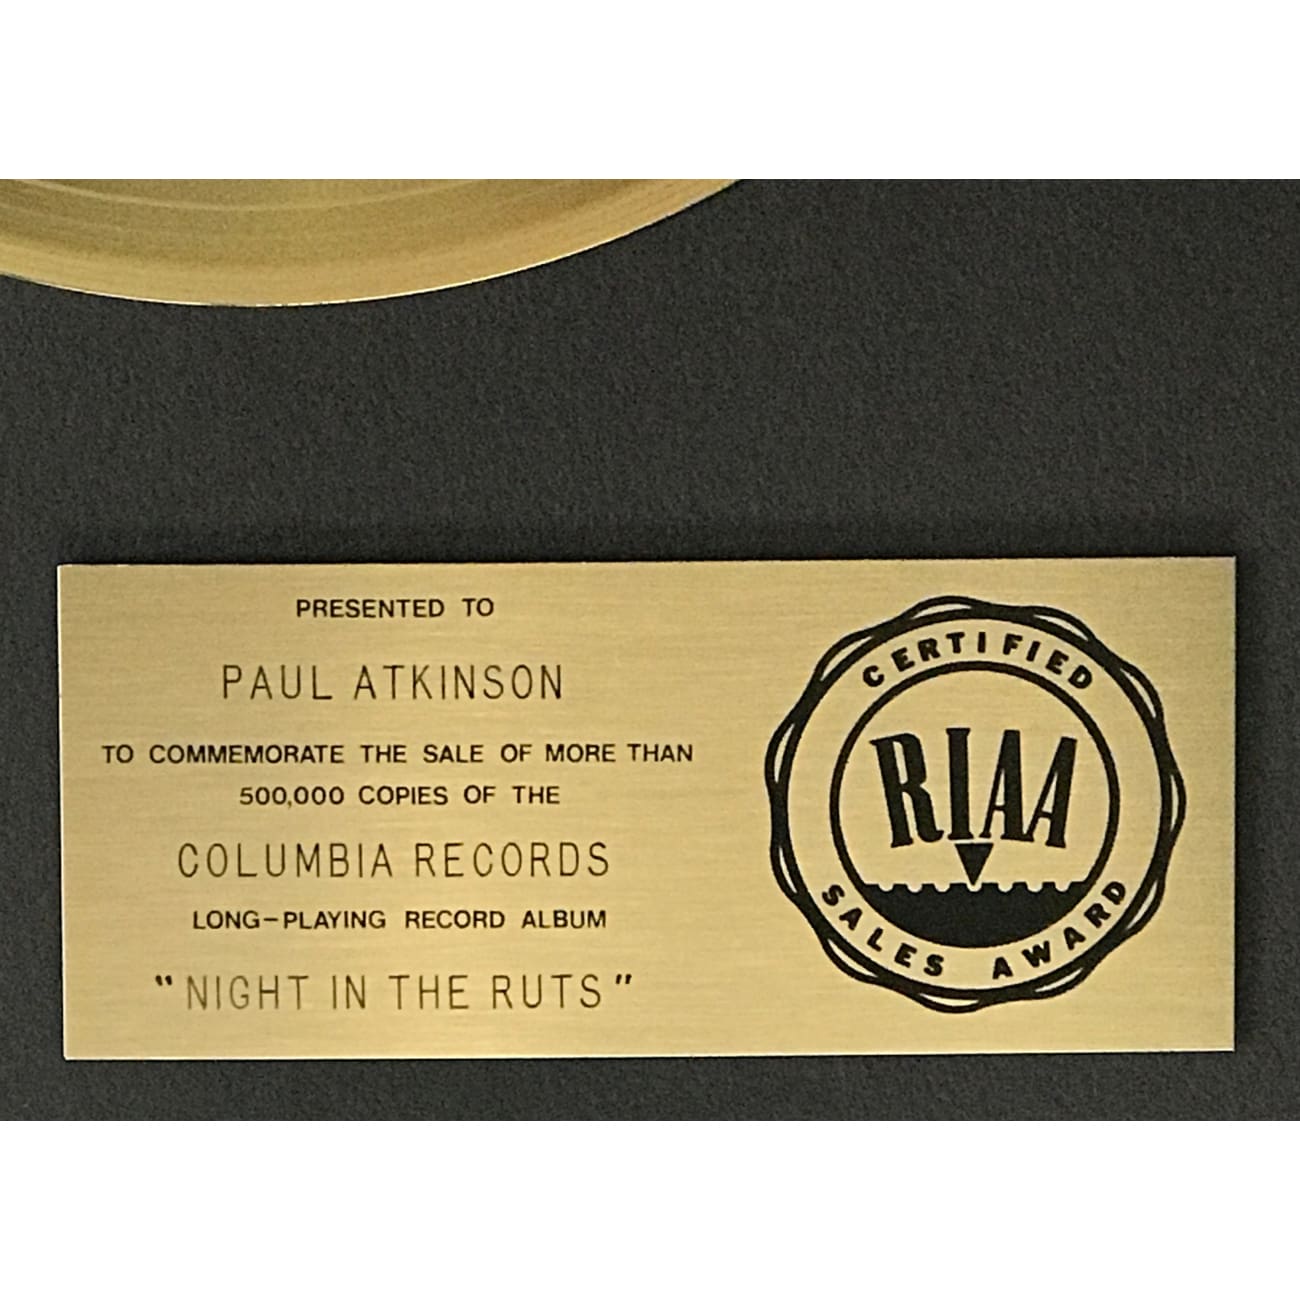 PRESENTED TO
PAUL ATKINSON
TO COMMEMORATE THE SALE OF MORE THAN
500,000 COPIES OF THE
COLUMBIA RECORDS
LONG-PLAYING RECORD ALBUM
"NIGHT IN THE RUTS"
CERTIFIED
RIAA
SALES AWARD